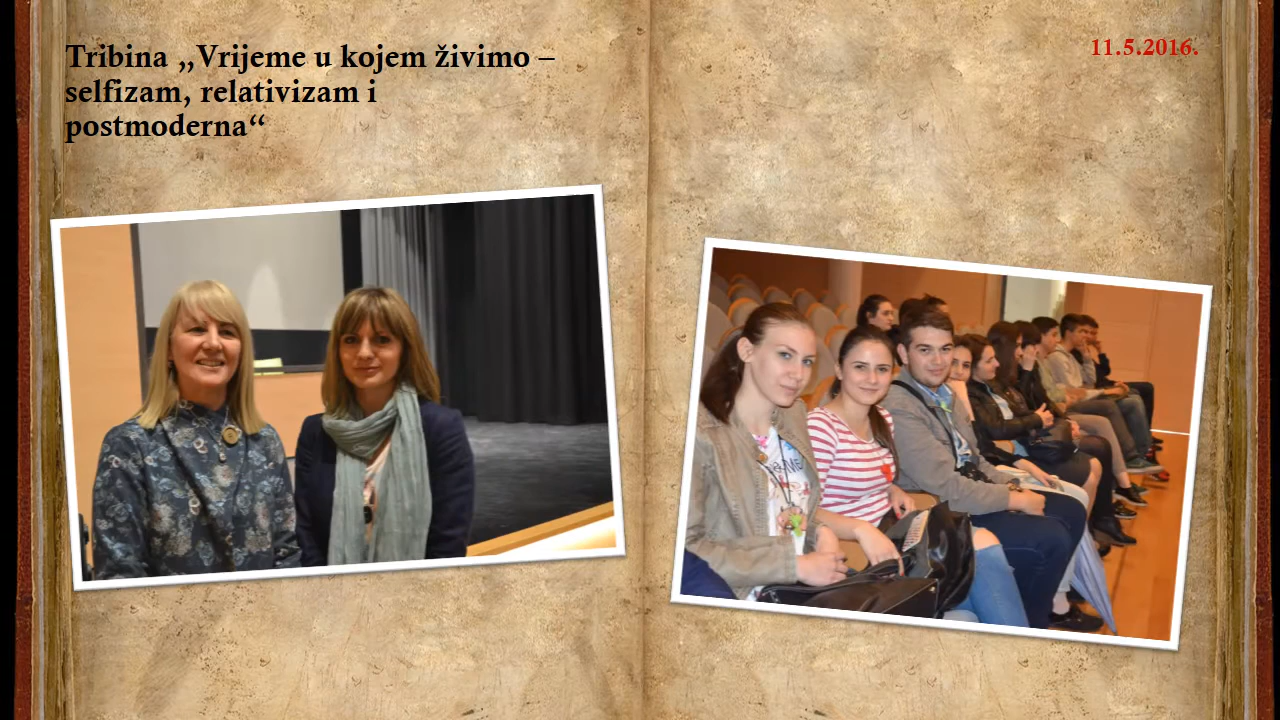 Tribina „Vrijeme u kojem živimo –
selfizam, relativizam i
postmoderna“
11.5.2016.